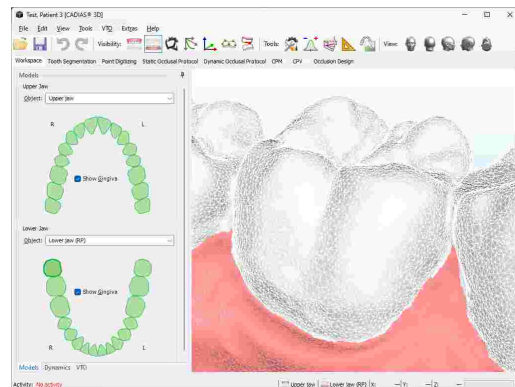 Test, Patient 3 [CADIAS® 3D]
File Edit View Tools VTO Extras Help
Visibility: Tools: View:
Workspace Tooth Segmentation Point Digitizing Static Occlusal Protocol Dynamic Occlusal Protocol CPM CPV Occlusion Design
Models
Upper Jaw
Object: Upper Jaw
R L
Show Gingiva
Lower Jaw
Object: Lower Jaw (RP)
Show Gingiva
R L
Models Dynamics VTO
Activity: No activity Upper Jaw Lower Jaw (RP) X: — Y: — Z: —